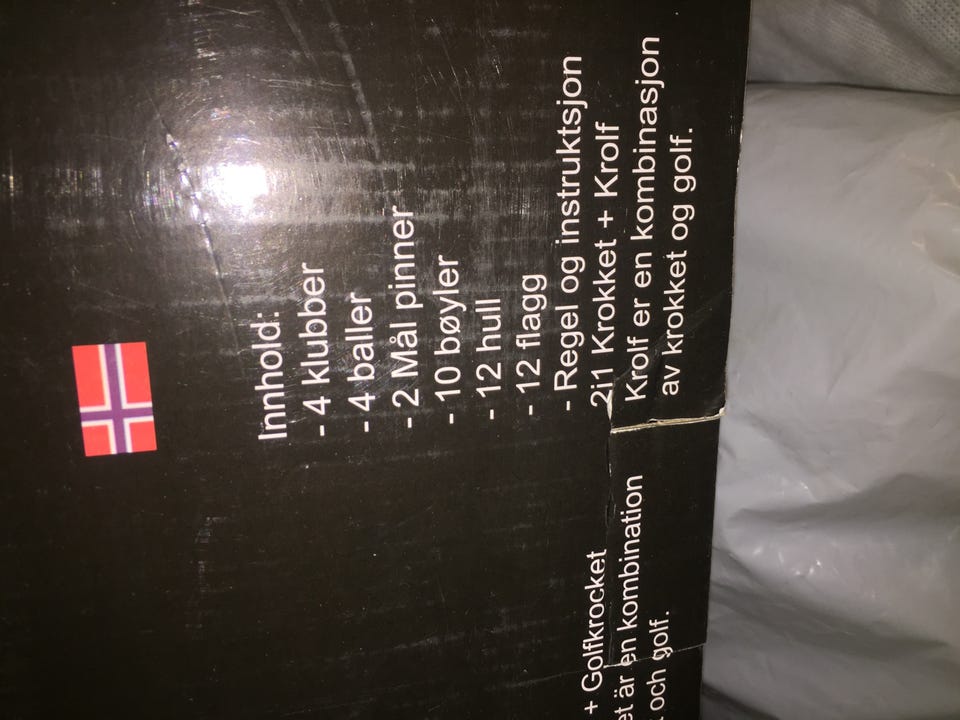 Innhold:
- 4 klubber
- 4 baller
- 2 Mål pinner
- 10 bøyler
- 12 hull
- 12 flagg
- Regel og instruktsjon
2i1 Krokket + Krolf
Krolf er en kombinasjon
av krokket og golf.
+ Golfkrocket
et är en kombination
och golf.